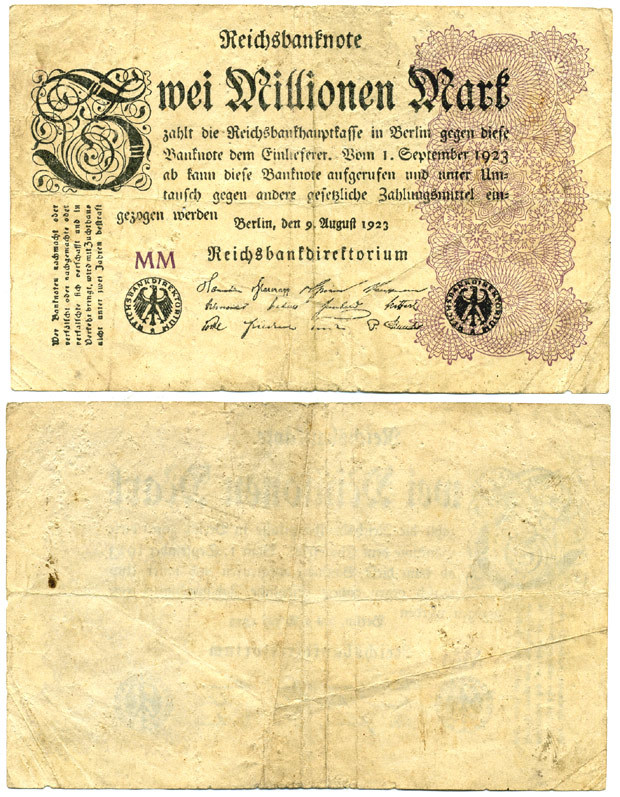 Reichsbanknote
Zwei Millionen Mark
zahlt die Reichsbankhauptkasse in Berlin gegen diese
Banknote dem Einlieferer. Vom 1. September 1923
ab kann diese Banknote aufgerufen und unter Um-
tausch gegen andere gesetzliche Zahlungsmittel ein-
gezogen werden
Berlin, den 9. August 1923
Reichsbankdirektorium
MM
REICHSBANKDIREKTORIUM
REICHSBANKDIREKTORIUM
Wer Banknoten nachmacht oder
verfälscht oder nachgemachte oder
verfälschte sich verschafft und in
Verkehr bringt, wird mit Zuchthaus
nicht unter zwei Jahren bestraft